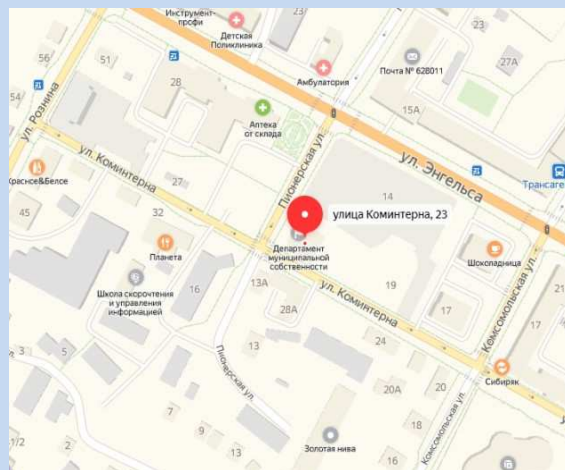 Инструмент-
профи
23
56
51
Детская
Поликлиника
28
Амбулатория
Почта № 628011
27А
54
15А
ул. Рознина
Аптека
от склада
Пионерская ул.
ул. Энгельса
Трансаге
ул. Коминтерна
Красное&Белое
27
14
45
32
улица Коминтерна, 23
Планета
Департамент
муниципальной
собственности
Шоколадница
Школа скорочтения
и управления
информацией
16
13А
28А
ул. Коминтерна
19
17
Комсомольская ул.
21
17
3
5
Пионерская ул.
13
24
Сибиряк
20А
20
7
9
13
Золотая нива
18
16
Комсомольская ул.
1/2
2